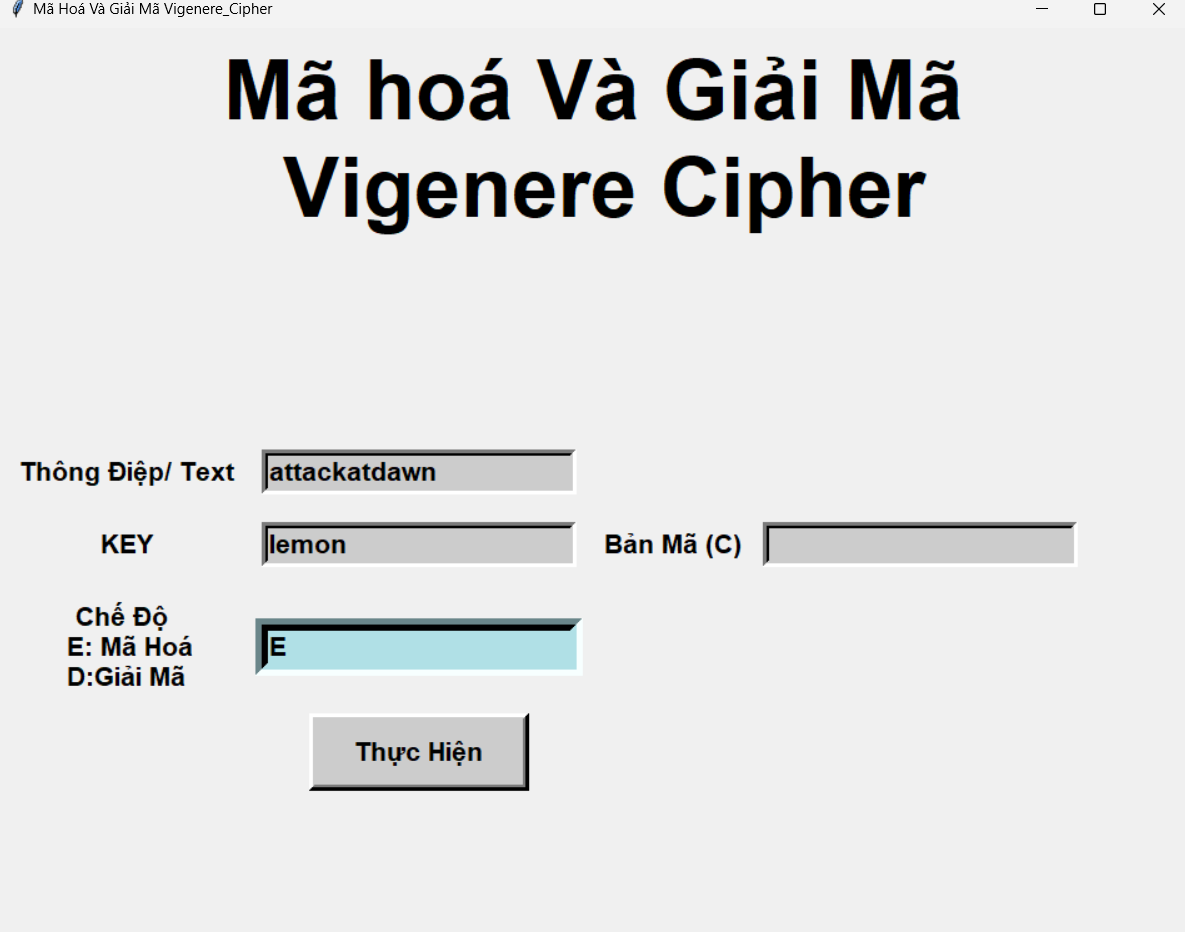 Mã Hoá Và Giải Mã Vigenere_Cipher
Mã hoá Và Giải Mã
Vigenere Cipher
Thông Điệp/ Text
attackatdawn
KEY
lemon
Bản Mã (C)
Chế Độ
E: Mã Hoá
D:Giải Mã
E
Thực Hiện